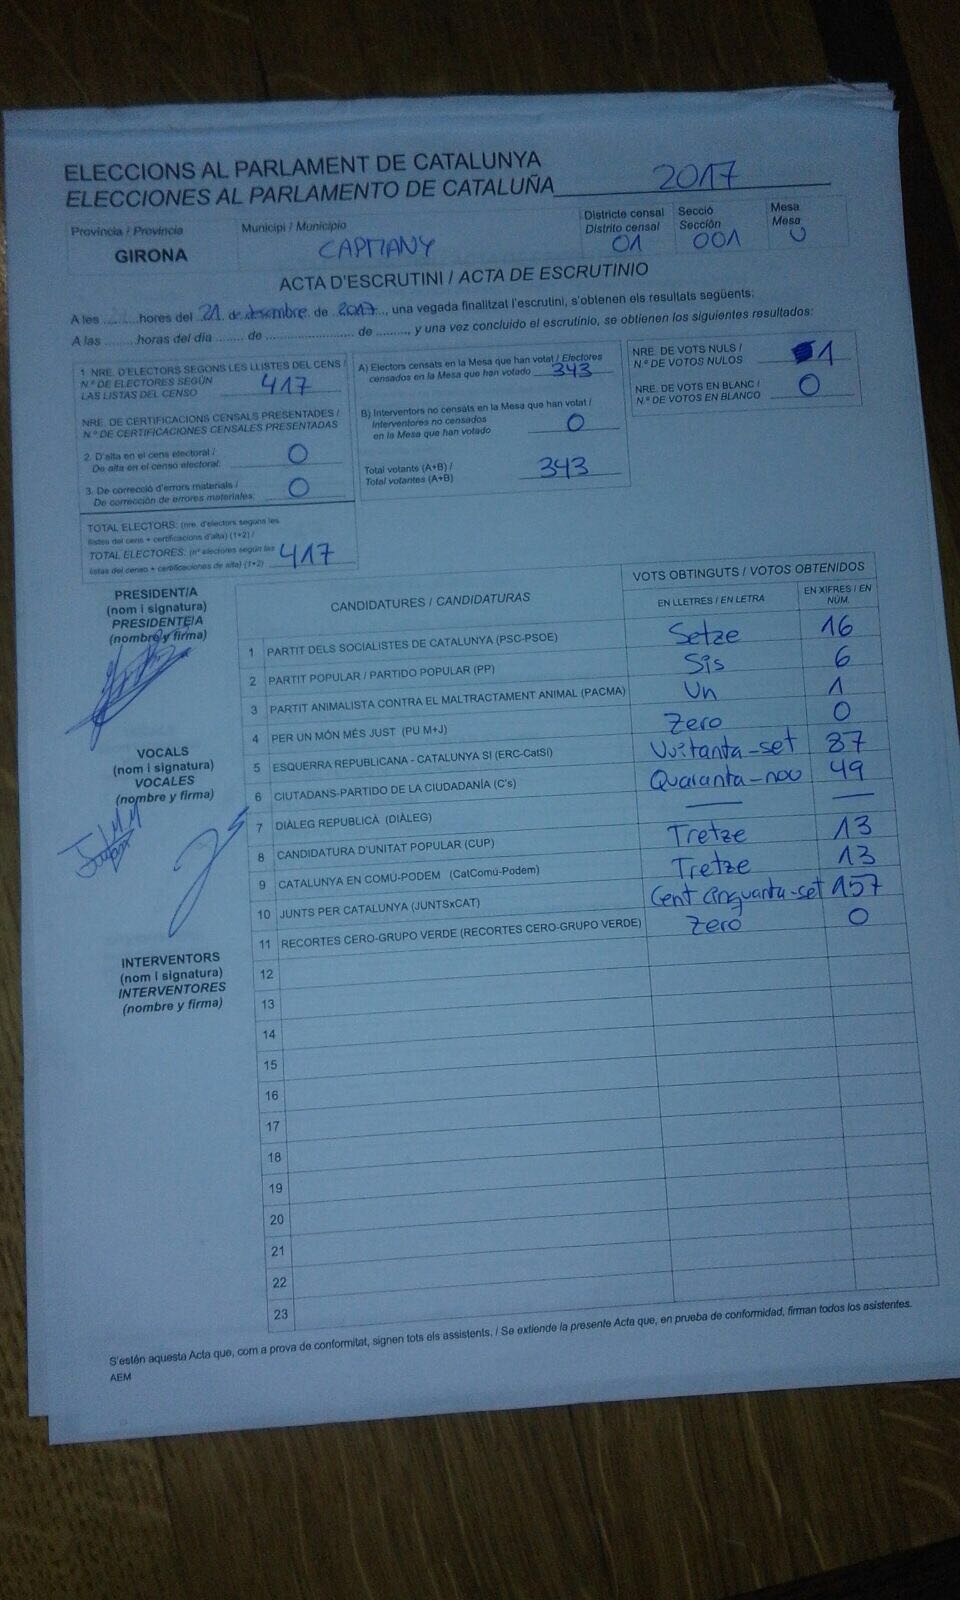 ELECCIONS AL PARLAMENT DE CATALUNYA
ELECCIONES AL PARLAMENTO DE CATALUÑA 2017
Provincia / Provincia
GIRONA
Municipi / Municipio
CAPMANY
Districte censal
Distrito censal
01
Secció
Sección
001
Mesa
Mesa
U
ACTA D'ESCRUTINI / ACTA DE ESCRUTINIO
A les ..........hores del 21 de desembre de 2017, una vegada finalitzat l'escrutini, s'obtenen els resultats següents:
A las ........horas del día ....... de ...................... de ........, y una vez concluido el escrutinio, se obtienen los siguientes resultados:
1 NRE. D'ELECTORS SEGONS LES LLISTES DEL CENS /
N.º DE ELECTORES SEGÚN
LAS LISTAS DEL CENSO 417
NRE. DE CERTIFICACIONS CENSALS PRESENTADES /
N.º DE CERTIFICACIONES CENSALES PRESENTADAS
2. D'alta en el cens electoral /
De alta en el censo electoral: 0
3. De correcció d'errors materials /
De corrección de errores materiales: 0
TOTAL ELECTORS: (nre. d'electors segons les
llistes del cens + certificacions d'alta) (1+2) /
TOTAL ELECTORES: (nº electores según las
listas del censo + certificaciones de alta) (1+2) 417
A) Electors censats en la Mesa que han votat / Electores
censados en la Mesa que han votado 343
B) Interventors no censats en la Mesa que han votat /
Interventores no censados
en la Mesa que han votado 0
Total votants (A+B) /
Total votantes (A+B) 343
NRE. DE VOTS NULS /
N.º DE VOTOS NULOS 1
NRE. DE VOTS EN BLANC /
N.º DE VOTOS EN BLANCO 0
PRESIDENT/A
(nom i signatura)
PRESIDENTE/A
(nombre y firma)
VOCALS
(nom i signatura)
VOCALES
(nombre y firma)
INTERVENTORS
(nom i signatura)
INTERVENTORES
(nombre y firma)
CANDIDATURES / CANDIDATURAS
VOTS OBTINGUTS / VOTOS OBTENIDOS
EN LLETRES / EN LETRA
EN XIFRES / EN NÚM.
1 PARTIT DELS SOCIALISTES DE CATALUNYA (PSC-PSOE) Setze 16
2 PARTIT POPULAR / PARTIDO POPULAR (PP) Sis 6
3 PARTIT ANIMALISTA CONTRA EL MALTRACTAMENT ANIMAL (PACMA) Un 1
4 PER UN MÓN MÉS JUST (PU M+J) Zero 0
5 ESQUERRA REPUBLICANA - CATALUNYA SI (ERC-CatSI) Vuitanta-set 87
6 CIUTADANS-PARTIDO DE LA CIUDADANÍA (C's) Quaranta-nou 49
7 DIÀLEG REPUBLICÀ (DIÀLEG) — —
8 CANDIDATURA D'UNITAT POPULAR (CUP) Tretze 13
9 CATALUNYA EN COMÚ-PODEM (CatComú-Podem) Tretze 13
10 JUNTS PER CATALUNYA (JUNTSxCAT) Cent cinquanta-set 157
11 RECORTES CERO-GRUPO VERDE (RECORTES CERO-GRUPO VERDE) Zero 0
12
13
14
15
16
17
18
19
20
21
22
23
S'estén aquesta Acta que, com a prova de conformitat, signen tots els assistents. / Se extiende la presente Acta que, en prueba de conformidad, firman todos los asistentes.
AEM